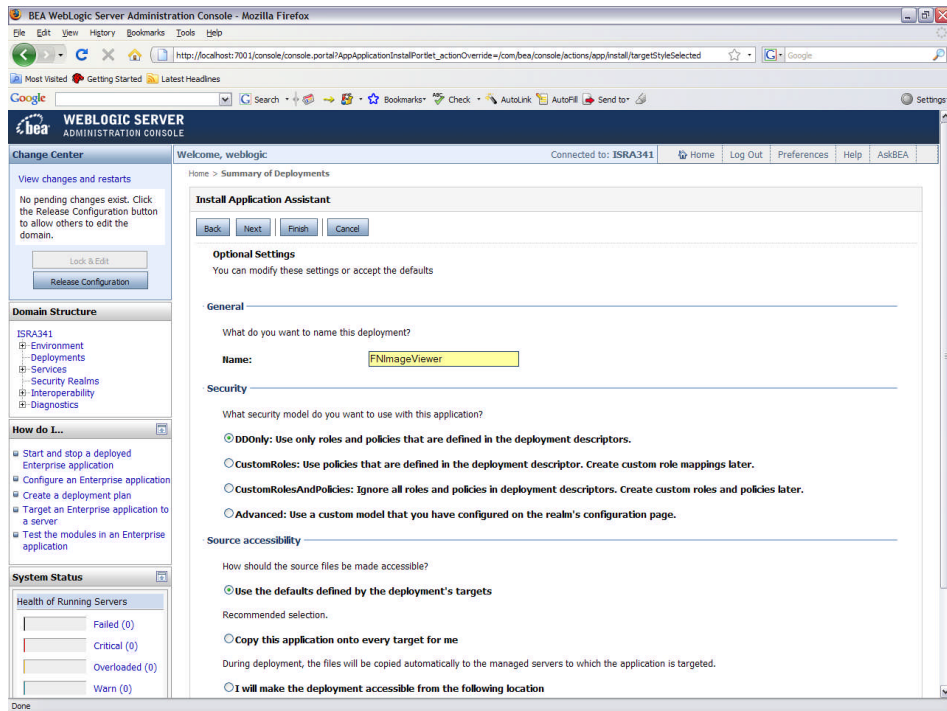 BEA WebLogic Server Administration Console - Mozilla Firefox
File Edit View History Bookmarks Tools Help
http://localhost:7001/console/console.portal?AppApplicationInstallPortlet_actionOverride=/com/bea/console/actions/app/install/targetStyleSelected
Google
Most Visited Getting Started Latest Headlines
Google Search Bookmarks Check AutoLink AutoFill Send to Settings
bea WEBLOGIC SERVER
ADMINISTRATION CONSOLE
Change Center
View changes and restarts
No pending changes exist. Click
the Release Configuration button
to allow others to edit the
domain.
Lock & Edit
Release Configuration
Domain Structure
ISRA341
Environment
Deployments
Services
Security Realms
Interoperability
Diagnostics
How do I...
Start and stop a deployed
Enterprise application
Configure an Enterprise application
Create a deployment plan
Target an Enterprise application to
a server
Test the modules in an Enterprise
application
System Status
Health of Running Servers
Failed (0)
Critical (0)
Overloaded (0)
Warn (0)
Welcome, weblogic
Connected to: ISRA341
Home Log Out Preferences Help AskBEA
Home > Summary of Deployments
Install Application Assistant
Back Next Finish Cancel
Optional Settings
You can modify these settings or accept the defaults
General
What do you want to name this deployment?
Name: FNImageViewer
Security
What security model do you want to use with this application?
DDOnly: Use only roles and policies that are defined in the deployment descriptors.
CustomRoles: Use policies that are defined in the deployment descriptor. Create custom role mappings later.
CustomRolesAndPolicies: Ignore all roles and policies in deployment descriptors. Create custom roles and policies later.
Advanced: Use a custom model that you have configured on the realm's configuration page.
Source accessibility
How should the source files be made accessible?
Use the defaults defined by the deployment's targets
Recommended selection.
Copy this application onto every target for me
During deployment, the files will be copied automatically to the managed servers to which the application is targeted.
I will make the deployment accessible from the following location
Done